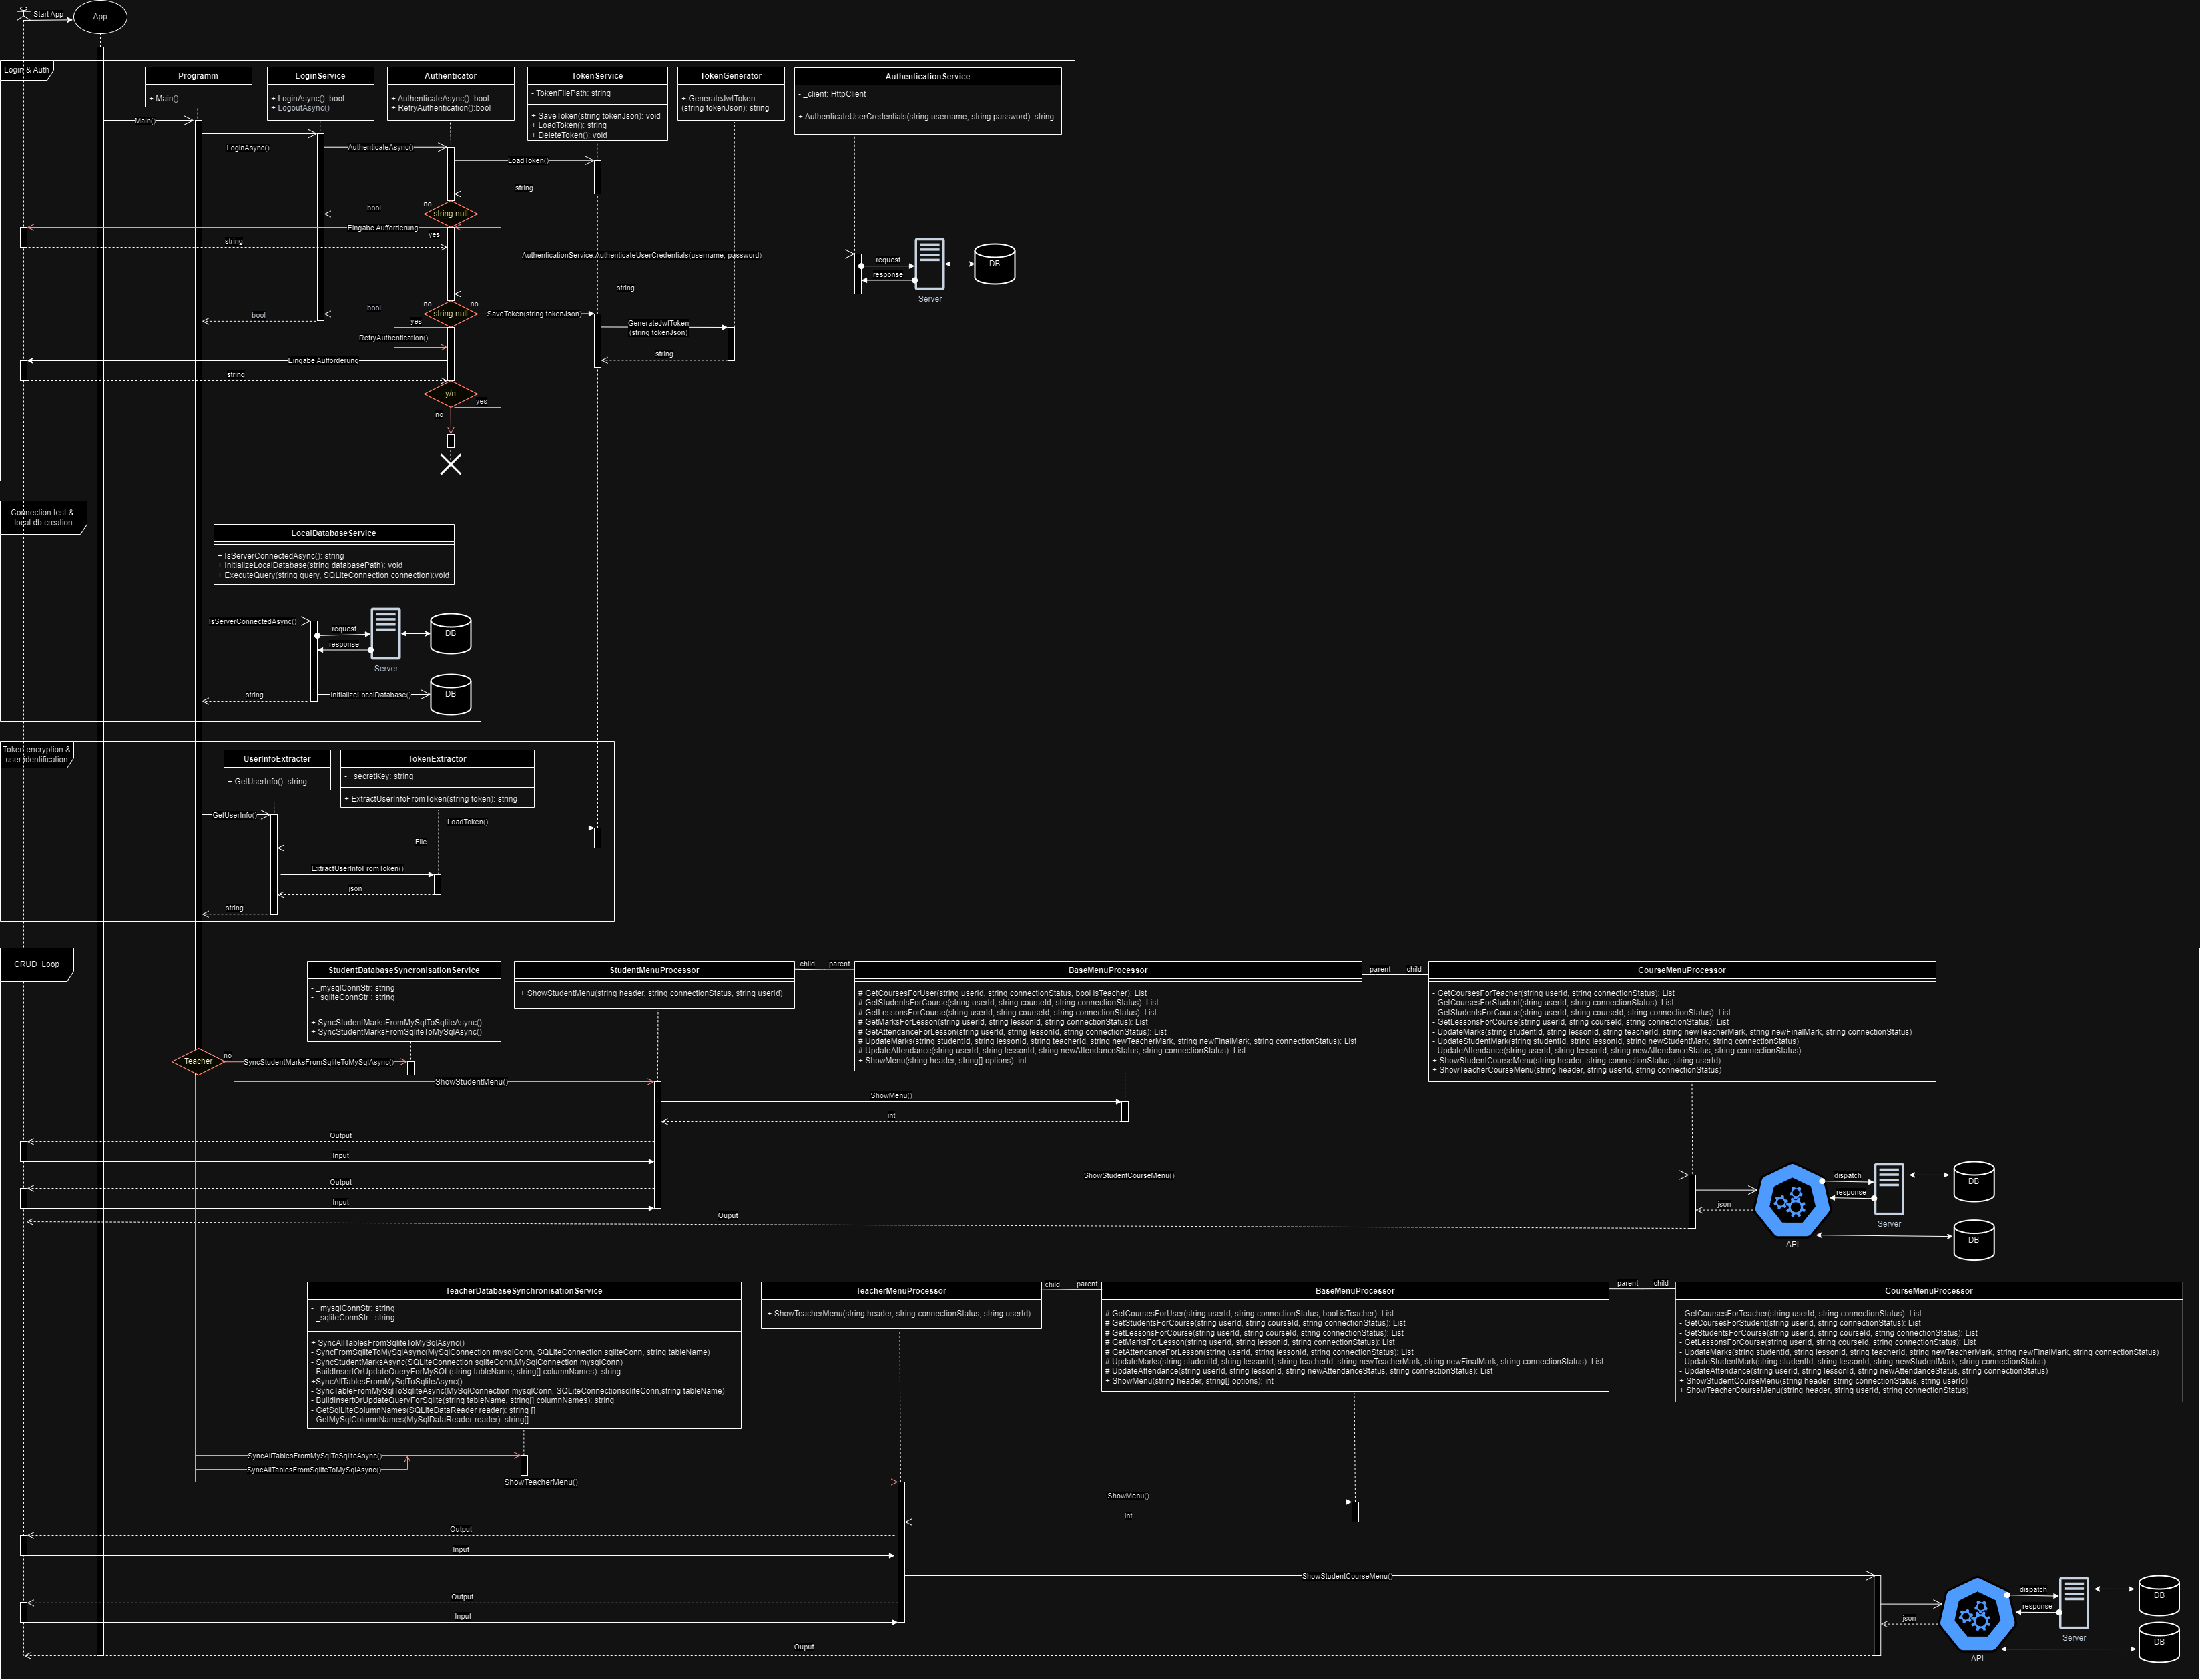 Start App
App
Login & Auth
Programm
+ Main()
LoginService
+ LoginAsync(): bool
+ LogoutAsync()
Authenticator
+ AuthenticateAsync(): bool
+ RetryAuthentication():bool
TokenService
- TokenFilePath: string
+ SaveToken(string tokenJson): void
+ LoadToken(): string
+ DeleteToken(): void
TokenGenerator
+ GenerateJwtToken
(string tokenJson): string
AuthenticationService
- _client: HttpClient
+ AuthenticateUserCredentials(string username, string password): string
Main()
LoginAsync()
AuthenticateAsync()
LoadToken()
string
no
bool
string null
Eingabe Aufforderung
yes
string
AuthenticationService AuthenticateUserCredentials(username, password)
request
response
Server
DB
string
no
no
bool
string null
SaveToken(string tokenJson)
bool
yes
GenerateJwtToken
(string tokenJson)
RetryAuthentication()
string
Eingabe Aufforderung
string
y/n
yes
no
Connection test &
local db creation
LocalDatabaseService
+ IsServerConnectedAsync(): string
+ InitializeLocalDatabase(string databasePath): void
+ ExecuteQuery(string query, SQLiteConnection connection):void
IsServerConnectedAsync()
request
response
Server
DB
string
InitializeLocalDatabase()
DB
Token encryption &
user identification
UserInfoExtracter
+ GetUserInfo(): string
TokenExtractor
- _secretKey: string
+ ExtractUserInfoFromToken(string token): string
GetUserInfo()
LoadToken()
File
ExtractUserInfoFromToken()
json
string
CRUD Loop
StudentDatabaseSyncronisationService
- _mysqlConnStr: string
- _sqliteConnStr : string
+ SyncStudentMarksFromMySqlToSqliteAsync()
+ SyncStudentMarksFromSqliteToMySqlAsync()
StudentMenuProcessor
+ ShowStudentMenu(string header, string connectionStatus, string userId)
child
parent
BaseMenuProcessor
# GetCoursesForUser(string userId, string connectionStatus, bool isTeacher): List
# GetStudentsForCourse(string userId, string courseId, string connectionStatus): List
# GetLessonsForCourse(string userId, string courseId, string connectionStatus): List
# GetMarksForLesson(string userId, string lessonId, string connectionStatus): List
# GetAttendanceForLesson(string userId, string lessonId, string connectionStatus): List
# UpdateMarks(string studentId, string lessonId, string teacherId, string newTeacherMark, string newFinalMark, string connectionStatus): List
# UpdateAttendance(string userId, string lessonId, string newAttendanceStatus, string connectionStatus): List
+ ShowMenu(string header, string[] options): int
parent
child
CourseMenuProcessor
- GetCoursesForTeacher(string userId, string connectionStatus): List
- GetCoursesForStudent(string userId, string connectionStatus): List
- GetStudentsForCourse(string userId, string courseId, string connectionStatus): List
- GetLessonsForCourse(string userId, string courseId, string connectionStatus): List
- UpdateMarks(string studentId, string lessonId, string teacherId, string newTeacherMark, string newFinalMark, string connectionStatus)
- UpdateStudentMark(string studentId, string lessonId, string newStudentMark, string connectionStatus)
- UpdateAttendance(string userId, string lessonId, string newAttendanceStatus, string connectionStatus)
+ ShowStudentCourseMenu(string header, string connectionStatus, string userId)
+ ShowTeacherCourseMenu(string header, string userId, string connectionStatus)
Teacher
no
SyncStudentMarksFromSqliteToMySqlAsync()
ShowStudentMenu()
ShowMenu()
int
Output
Input
ShowStudentCourseMenu()
Output
Input
Ouput
json
API
dispatch
response
Server
DB
DB
TeacherDatabaseSynchronisationService
- _mysqlConnStr: string
- _sqliteConnStr : string
+ SyncAllTablesFromSqliteToMySqlAsync()
- SyncFromSqliteToMySqlAsync(MySqlConnection mysqlConn, SQLiteConnection sqliteConn, string tableName)
- SyncStudentMarksAsync(SQLiteConnection sqliteConn,MySqlConnection mysqlConn)
- BuildInsertOrUpdateQueryForMySQL(string tableName, string[] columnNames): string
+SyncAllTablesFromMySqlToSqliteAsync()
- SyncTableFromMySqlToSqliteAsync(MySqlConnection mysqlConn, SQLiteConnectionsqliteConn,string tableName)
- BuildInsertOrUpdateQueryForSqlite(string tableName, string[] columnNames): string
- GetSqlLiteColumnNames(SQLiteDataReader reader): string []
- GetMySqlColumnNames(MySqlDataReader reader): string[]
TeacherMenuProcessor
+ ShowTeacherMenu(string header, string connectionStatus, string userId)
child
parent
BaseMenuProcessor
# GetCoursesForUser(string userId, string connectionStatus, bool isTeacher): List
# GetStudentsForCourse(string userId, string courseId, string connectionStatus): List
# GetLessonsForCourse(string userId, string courseId, string connectionStatus): List
# GetMarksForLesson(string userId, string lessonId, string connectionStatus): List
# GetAttendanceForLesson(string userId, string lessonId, string connectionStatus): List
# UpdateMarks(string studentId, string lessonId, string teacherId, string newTeacherMark, string newFinalMark, string connectionStatus): List
# UpdateAttendance(string userId, string lessonId, string newAttendanceStatus, string connectionStatus): List
+ ShowMenu(string header, string[] options): int
parent
child
CourseMenuProcessor
- GetCoursesForTeacher(string userId, string connectionStatus): List
- GetCoursesForStudent(string userId, string connectionStatus): List
- GetStudentsForCourse(string userId, string courseId, string connectionStatus): List
- GetLessonsForCourse(string userId, string courseId, string connectionStatus): List
- UpdateMarks(string studentId, string lessonId, string teacherId, string newTeacherMark, string newFinalMark, string connectionStatus)
- UpdateStudentMark(string studentId, string lessonId, string newStudentMark, string connectionStatus)
- UpdateAttendance(string userId, string lessonId, string newAttendanceStatus, string connectionStatus)
+ ShowStudentCourseMenu(string header, string connectionStatus, string userId)
+ ShowTeacherCourseMenu(string header, string userId, string connectionStatus)
SyncAllTablesFromMySqlToSqliteAsync()
SyncAllTablesFromSqliteToMySqlAsync()
ShowTeacherMenu()
ShowMenu()
int
Output
Input
ShowStudentCourseMenu()
Output
Input
Ouput
json
API
dispatch
response
Server
DB
DB